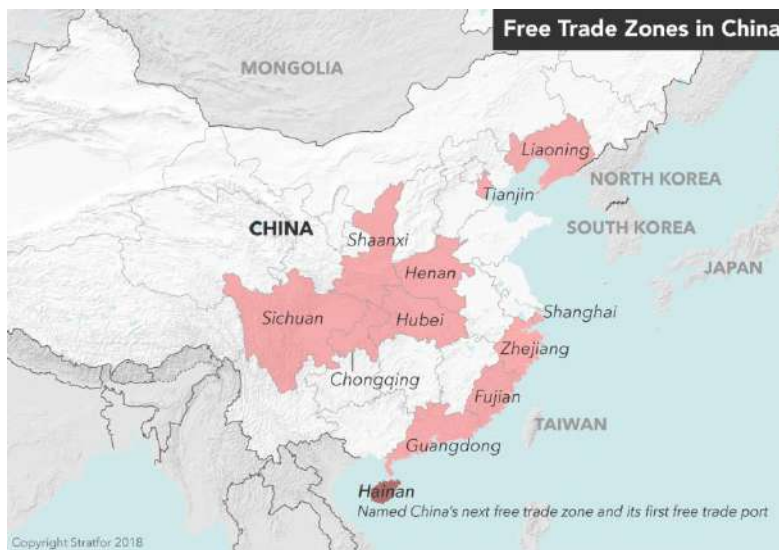 Free Trade Zones in China
MONGOLIA
Liaoning
NORTH KOREA
Tianjin
SOUTH KOREA
CHINA
Shaanxi
JAPAN
Henan
Shanghai
Sichuan
Hubei
Zhejiang
Chongqing
Fujian
TAIWAN
Guangdong
Hainan
Named China's next free trade zone and its first free trade port
Copyright Stratfor 2018